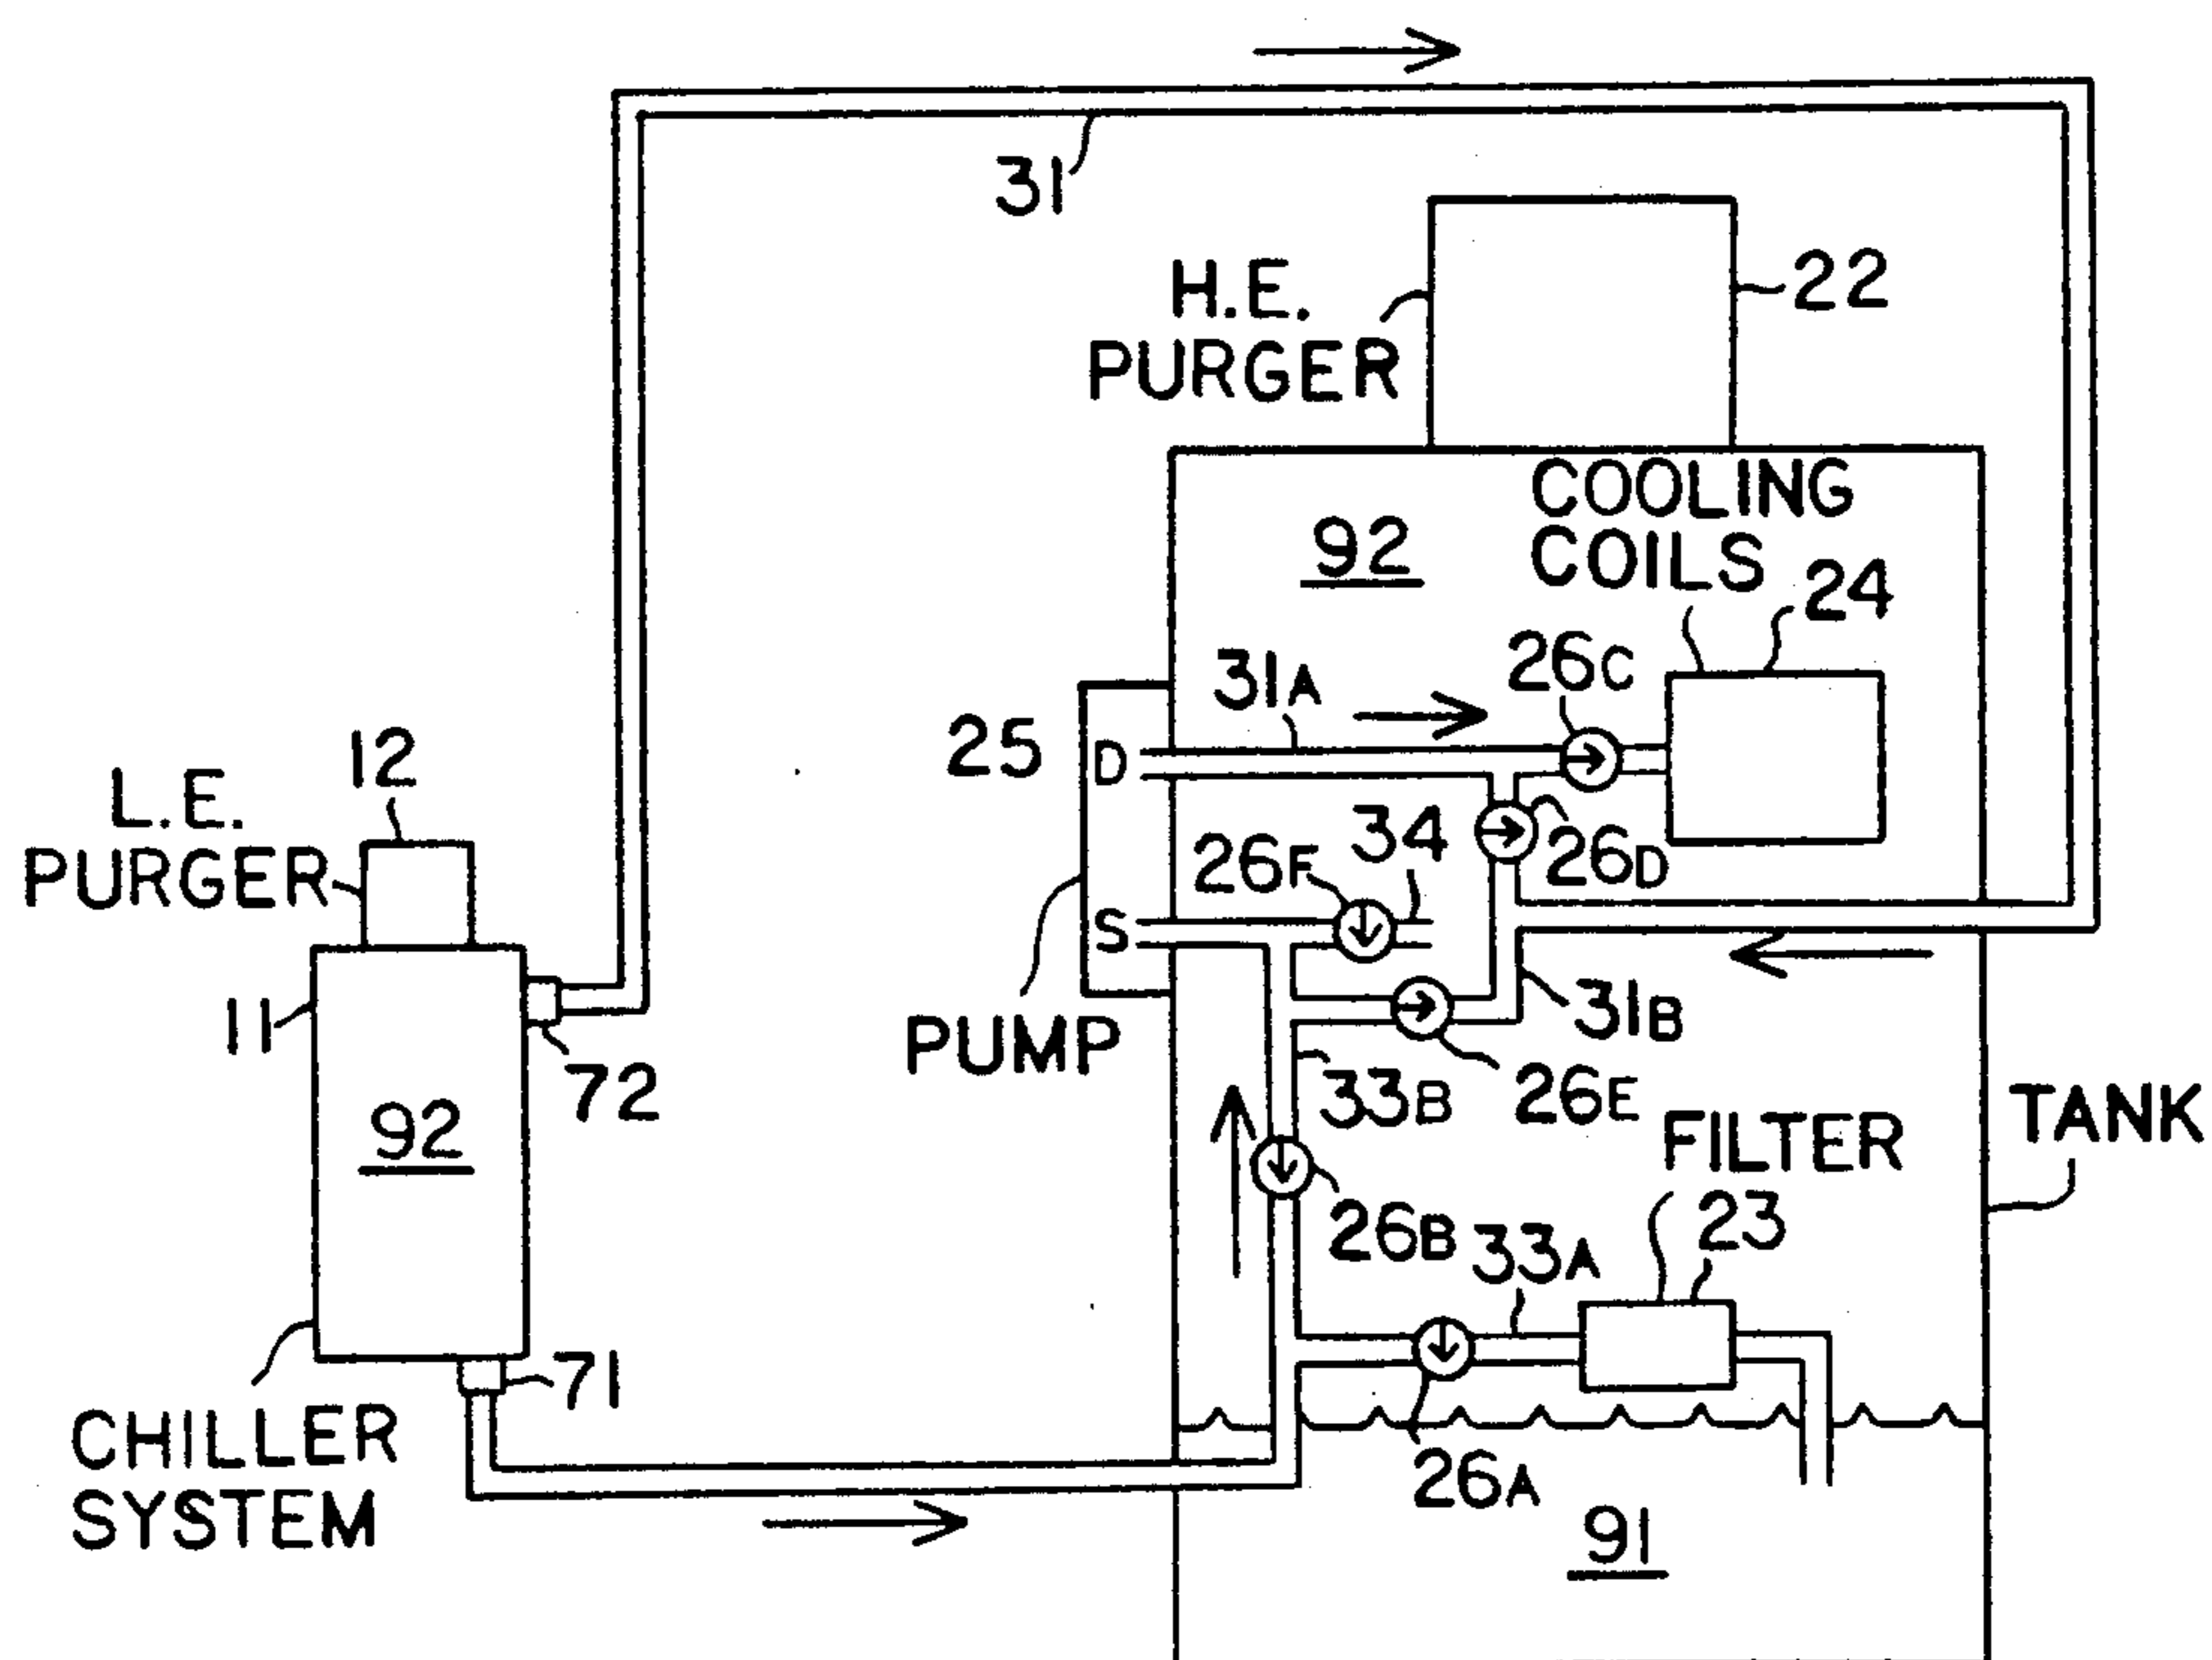 31
H.E.
PURGER
22
COOLING
COILS
92
24
31A
26C
25
D
12
L.E.
PURGER
26F
34
26D
S
11
72
PUMP
31B
33B
26E
92
FILTER
TANK
23
26B
33A
71
CHILLER
SYSTEM
26A
91